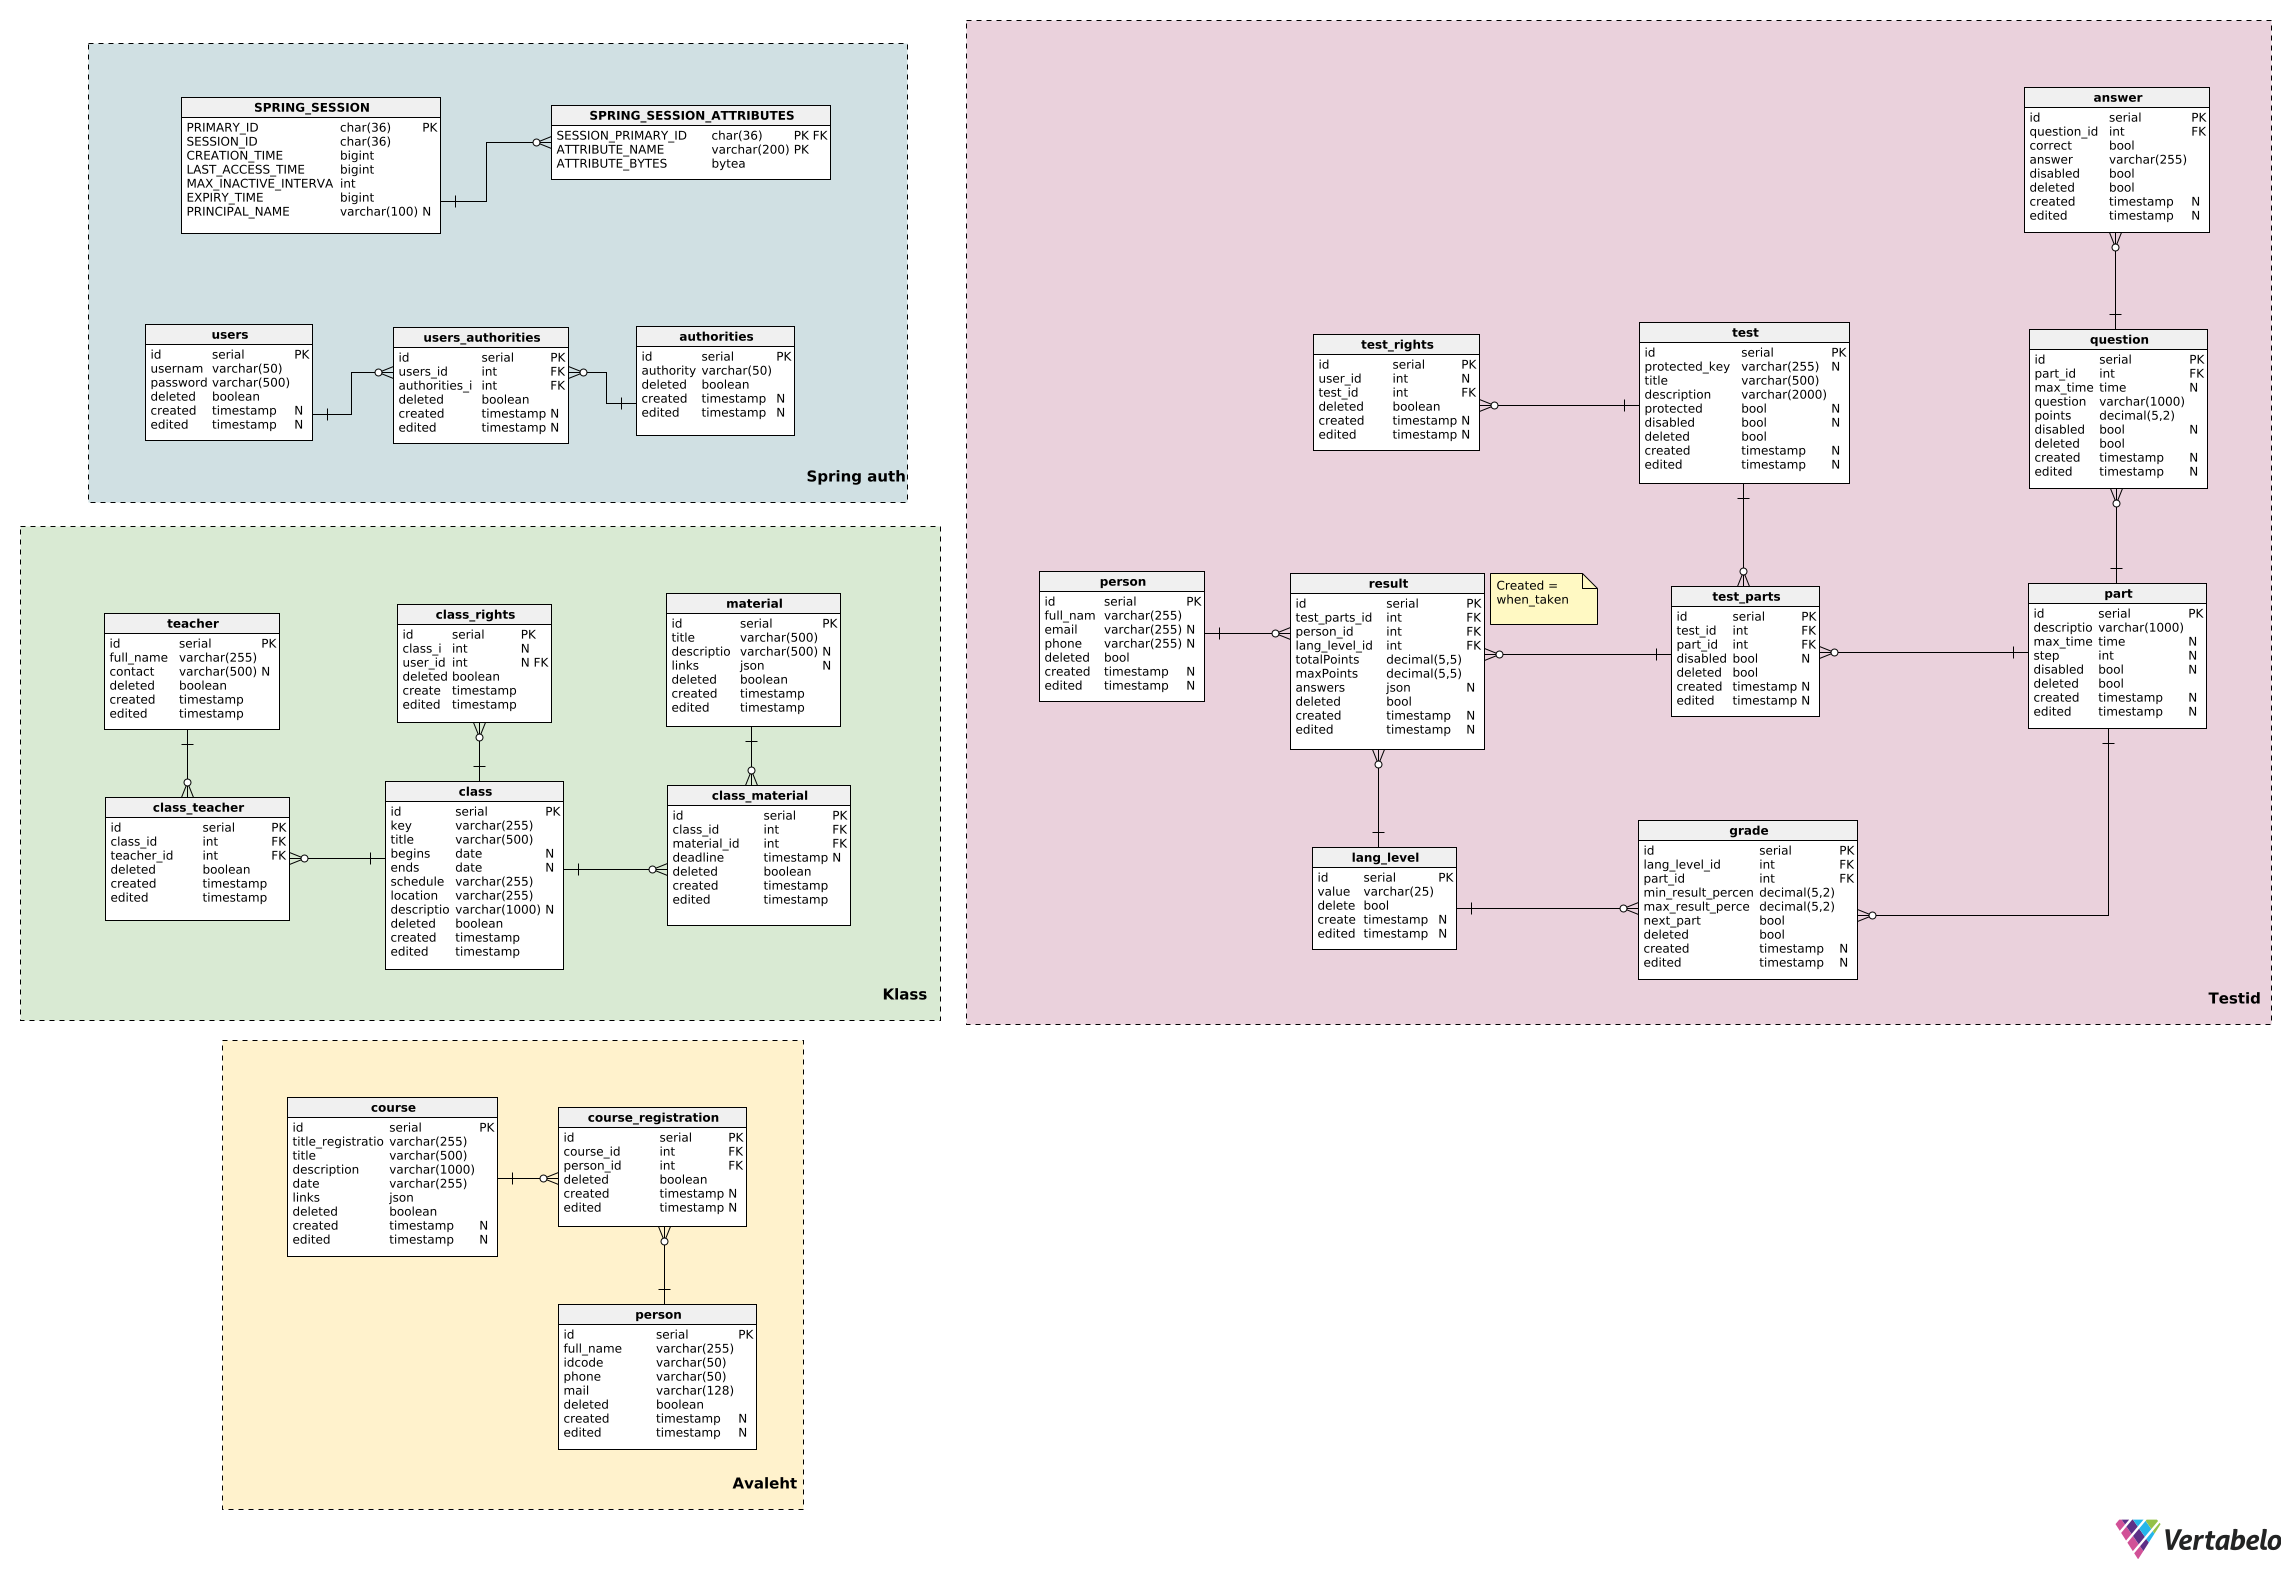 SPRING_SESSION
PRIMARY_ID char(36) PK
SESSION_ID char(36)
CREATION_TIME bigint
LAST_ACCESS_TIME bigint
MAX_INACTIVE_INTERVA int
EXPIRY_TIME bigint
PRINCIPAL_NAME varchar(100) N
SPRING_SESSION_ATTRIBUTES
SESSION_PRIMARY_ID char(36) PK FK
ATTRIBUTE_NAME varchar(200) PK
ATTRIBUTE_BYTES bytea
users
id serial PK
usernam varchar(50)
password varchar(500)
deleted boolean
created timestamp N
edited timestamp N
users_authorities
id serial PK
users_id int FK
authorities_i int FK
deleted boolean
created timestamp N
edited timestamp N
authorities
id serial PK
authority varchar(50)
deleted boolean
created timestamp N
edited timestamp N
Spring auth
teacher
id serial PK
full_name varchar(255)
contact varchar(500) N
deleted boolean
created timestamp
edited timestamp
class_rights
id serial PK
class_i int N
user_id int N FK
deleted boolean
create timestamp
edited timestamp
material
id serial PK
title varchar(500)
descriptio varchar(500) N
links json N
deleted boolean
created timestamp
edited timestamp
class_teacher
id serial PK
class_id int FK
teacher_id int FK
deleted boolean
created timestamp
edited timestamp
class
id serial PK
key varchar(255)
title varchar(500)
begins date N
ends date N
schedule varchar(255)
location varchar(255)
descriptio varchar(1000) N
deleted boolean
created timestamp
edited timestamp
class_material
id serial PK
class_id int FK
material_id int FK
deadline timestamp N
deleted boolean
created timestamp
edited timestamp
Klass
course
id serial PK
title_registratio varchar(255)
title varchar(500)
description varchar(1000)
date varchar(255)
links json
deleted boolean
created timestamp N
edited timestamp N
course_registration
id serial PK
course_id int FK
person_id int FK
deleted boolean
created timestamp N
edited timestamp N
person
id serial PK
full_name varchar(255)
idcode varchar(50)
phone varchar(50)
mail varchar(128)
deleted boolean
created timestamp N
edited timestamp N
Avaleht
answer
id serial PK
question_id int FK
correct bool
answer varchar(255)
disabled bool
deleted bool
created timestamp N
edited timestamp N
test_rights
id serial PK
user_id int N
test_id int FK
deleted boolean
created timestamp N
edited timestamp N
test
id serial PK
protected_key varchar(255) N
title varchar(500)
description varchar(2000)
protected bool N
disabled bool N
deleted bool
created timestamp N
edited timestamp N
question
id serial PK
part_id int FK
max_time time N
question varchar(1000)
points decimal(5,2)
disabled bool N
deleted bool
created timestamp N
edited timestamp N
person
id serial PK
full_nam varchar(255)
email varchar(255) N
phone varchar(255) N
deleted bool
created timestamp N
edited timestamp N
result
id serial PK
test_parts_id int FK
person_id int FK
lang_level_id int FK
totalPoints decimal(5,5)
maxPoints decimal(5,5)
answers json N
deleted bool
created timestamp N
edited timestamp N
Created =
when_taken
test_parts
id serial PK
test_id int FK
part_id int FK
disabled bool N
deleted bool
created timestamp N
edited timestamp N
part
id serial PK
descriptio varchar(1000)
max_time time N
step int N
disabled bool N
deleted bool
created timestamp N
edited timestamp N
lang_level
id serial PK
value varchar(25)
delete bool
create timestamp N
edited timestamp N
grade
id serial PK
lang_level_id int FK
part_id int FK
min_result_percen decimal(5,2)
max_result_perce decimal(5,2)
next_part bool
deleted bool
created timestamp N
edited timestamp N
Testid
Vertabelo